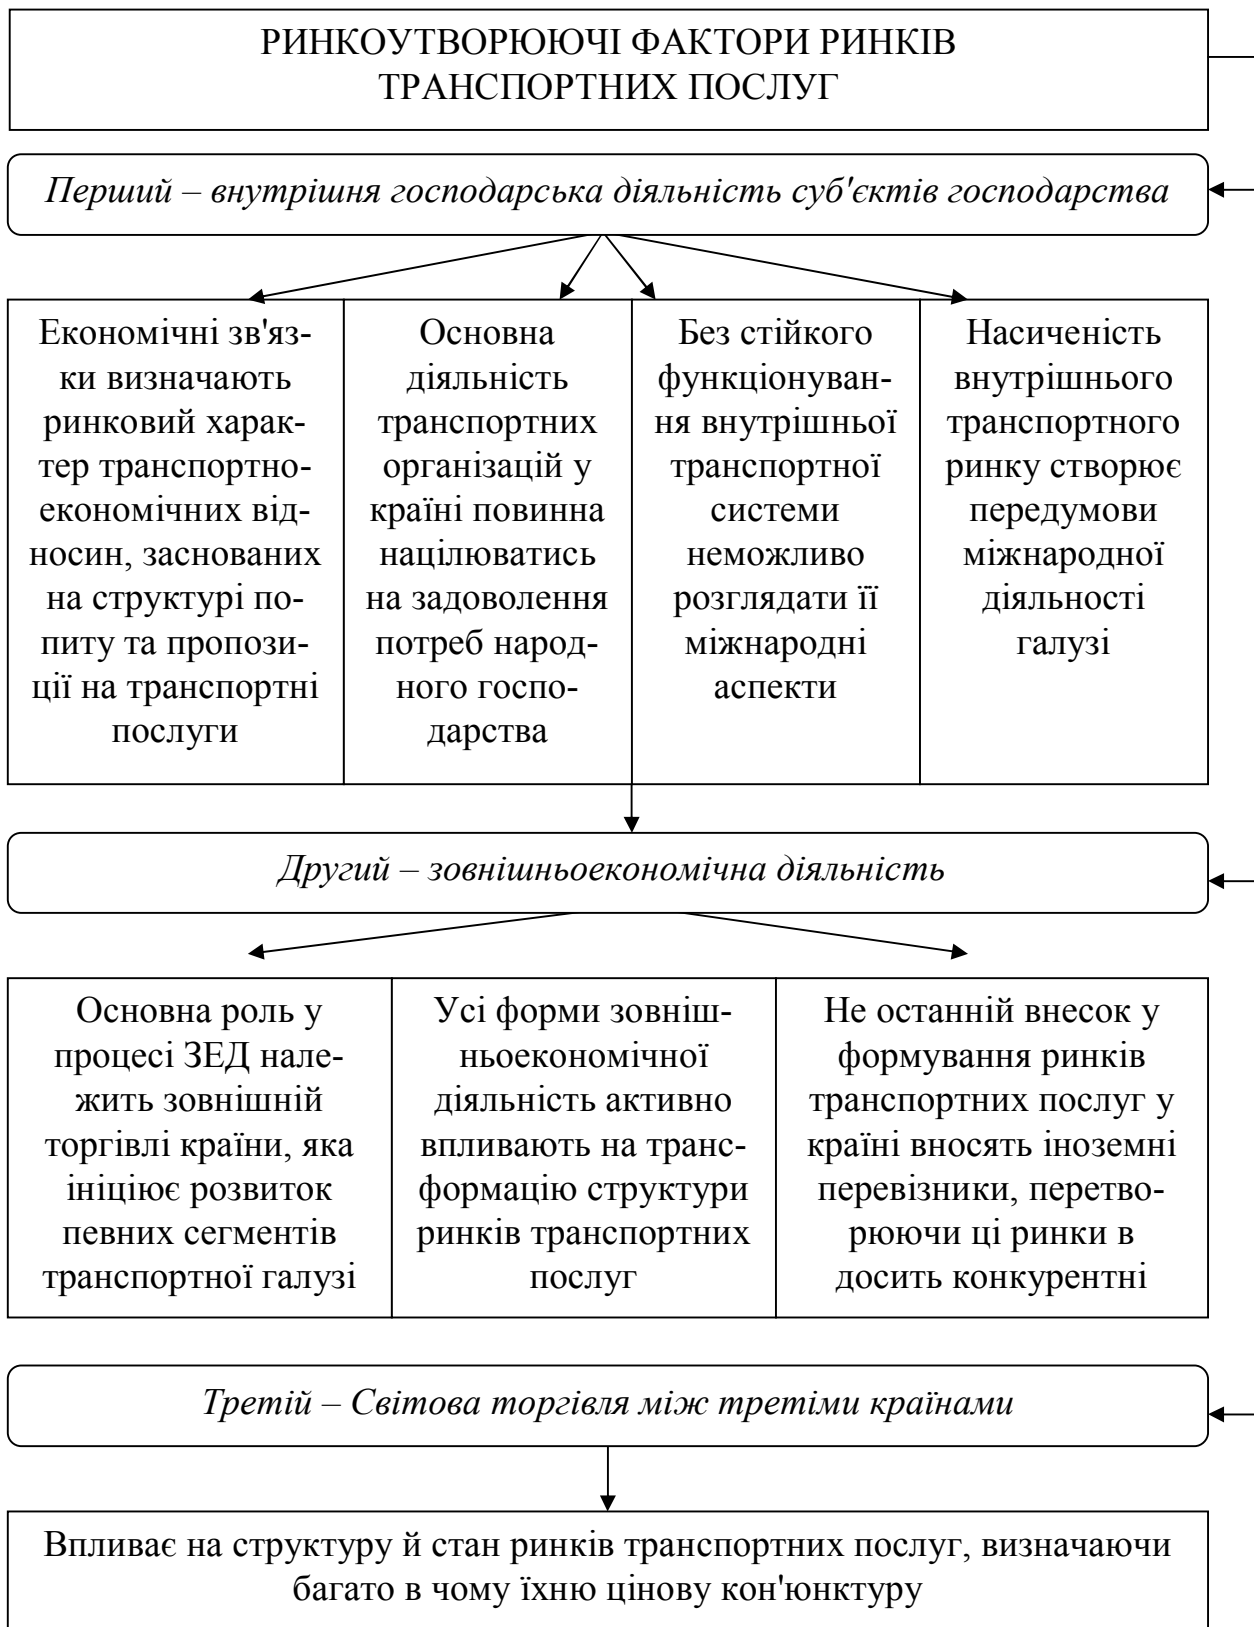 РИНКОУТВОРЮЮЧІ ФАКТОРИ РИНКІВ
ТРАНСПОРТНИХ ПОСЛУГ
Перший – внутрішня господарська діяльність суб'єктів господарства
Економічні зв'яз-
ки визначають
ринковий харак-
тер транспортно-
економічних від-
носин, заснованих
на структурі по-
питу та пропози-
ції на транспортні
послуги
Основна
діяльність
транспортних
організацій у
країні повинна
націлюватись
на задоволення
потреб народ-
ного госпо-
дарства
Без стійкого
функціонуван-
ня внутрішньої
транспортної
системи
неможливо
розглядати її
міжнародні
аспекти
Насиченість
внутрішнього
транспортного
ринку створює
передумови
міжнародної
діяльності
галузі
Другий – зовнішньоекономічна діяльність
Основна роль у
процесі ЗЕД нале-
жить зовнішній
торгівлі країни, яка
ініціює розвиток
певних сегментів
транспортної галузі
Усі форми зовніш-
ньоекономічної
діяльність активно
впливають на транс-
формацію структури
ринків транспортних
послуг
Не останній внесок у
формування ринків
транспортних послуг у
країні вносять іноземні
перевізники, перетво-
рюючи ці ринки в
досить конкурентні
Третій – Світова торгівля між третіми країнами
Впливає на структуру й стан ринків транспортних послуг, визначаючи
багато в чому їхню цінову кон'юнктуру